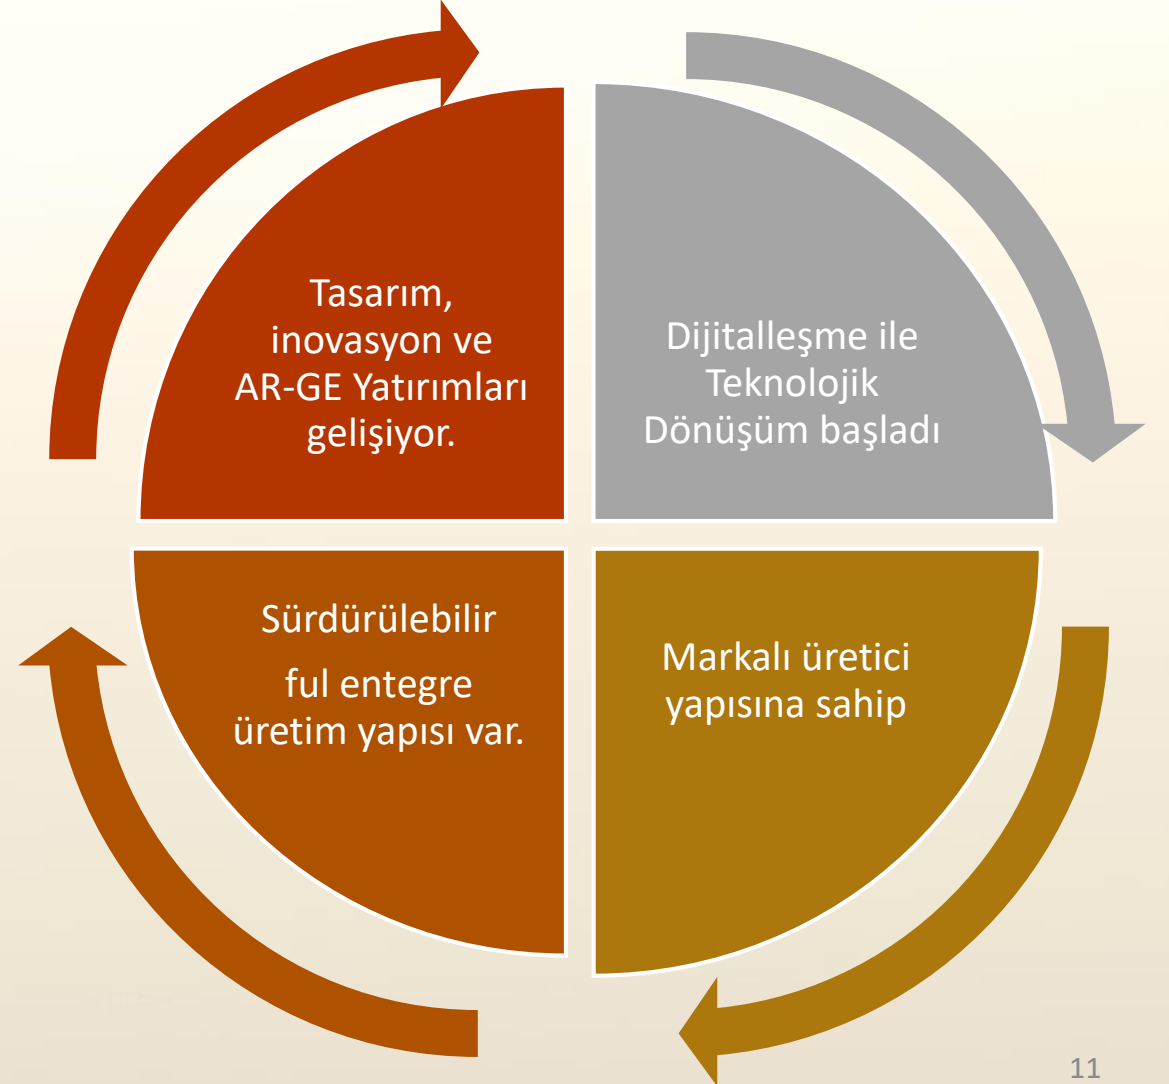 Tasarım,
inovasyon ve
AR-GE Yatırımları
gelişiyor.
Dijitalleşme ile
Teknolojik
Dönüşüm başladı
Sürdürülebilir
ful entegre
üretim yapısı var.
Markalı üretici
yapısına sahip
11